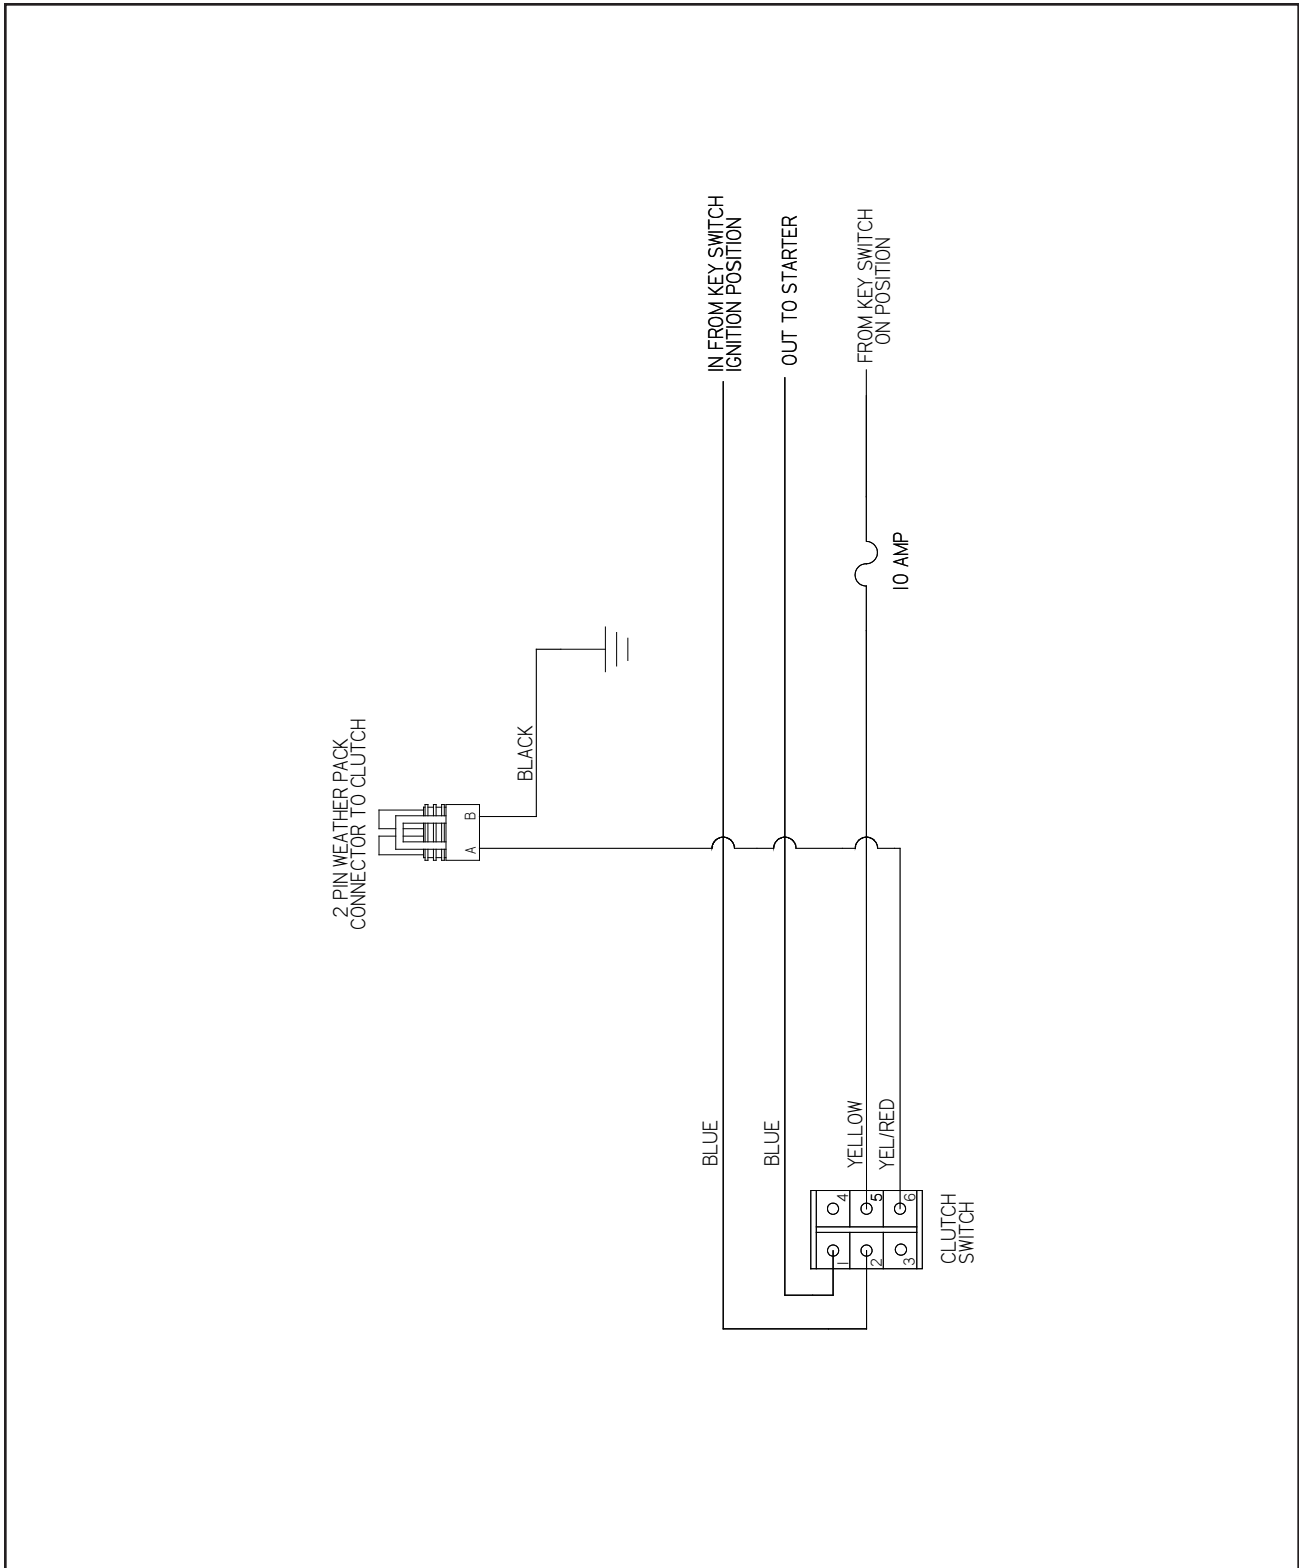 2 PIN WEATHER PACK
CONNECTOR TO CLUTCH
A
B
BLACK
IN FROM KEY SWITCH
IGNITION POSITION
OUT TO STARTER
FROM KEY SWITCH
ON POSITION
10 AMP
BLUE
BLUE
YELLOW
YEL/RED
1
4
2
5
3
6
CLUTCH
SWITCH